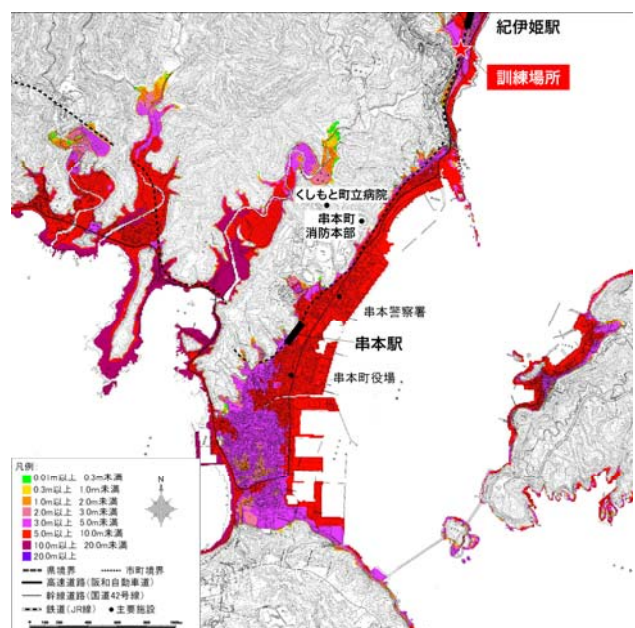 紀伊姫駅
訓練場所
くしもと町立病院
串本町
消防本部
串本警察署
串本駅
串本町役場
凡例
0.01m以上 0.3m未満
0.3m以上 1.0m未満
1.0m以上 2.0m未満
2.0m以上 3.0m未満
3.0m以上 5.0m未満
5.0m以上 10.0m未満
10.0m以上 20.0m未満
20.0m以上
N
県境界 市町境界
高速道路(阪和自動車道)
幹線道路(国道42号線)
鉄道(JR線) 主要施設